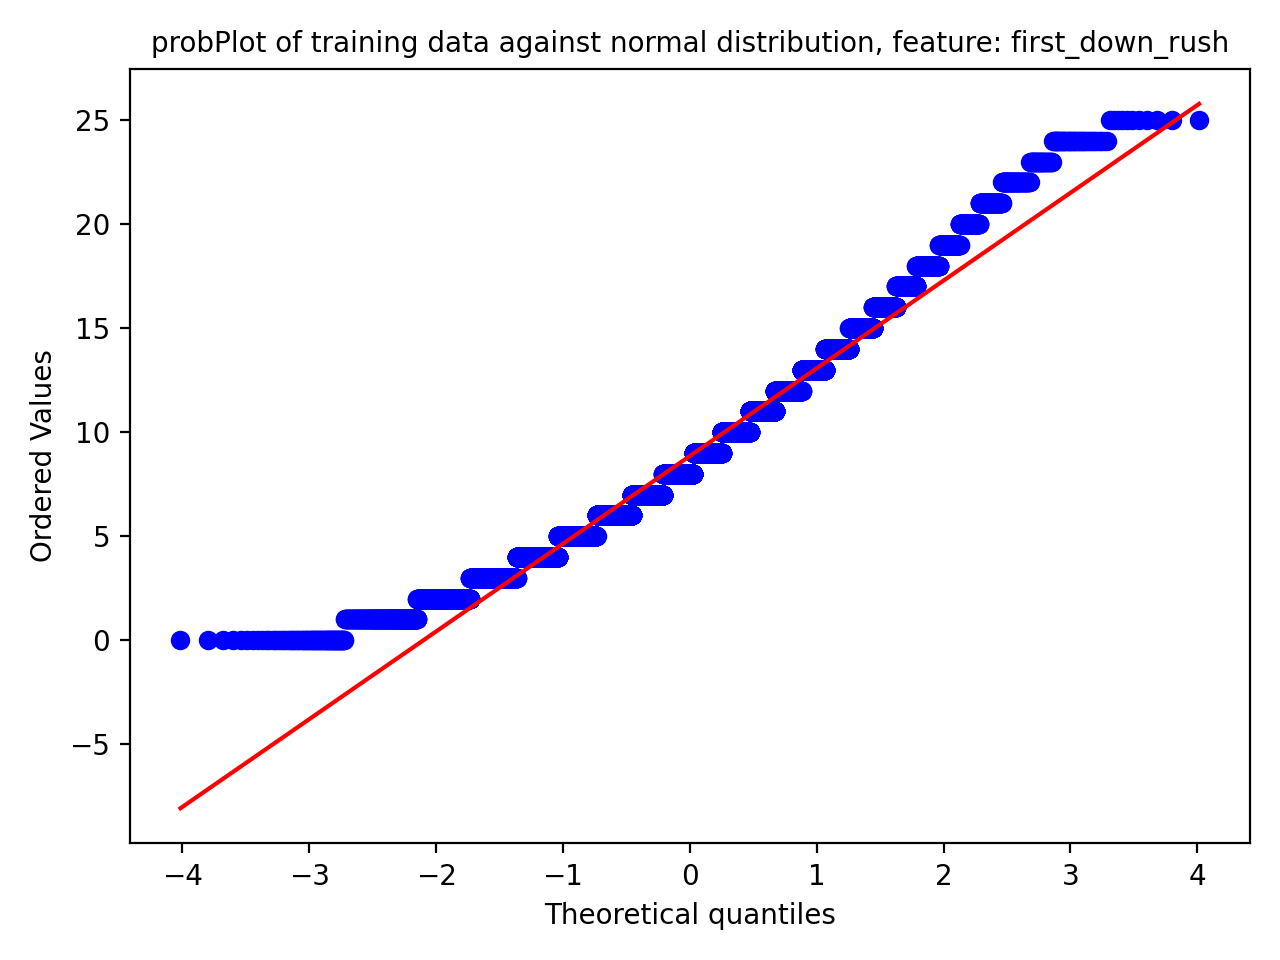 probPlot of training data against normal distribution, feature: first_down_rush
25
20
15
10
5
0
−5
Ordered Values
−4 −3 −2 −1 0 1 2 3 4
Theoretical quantiles